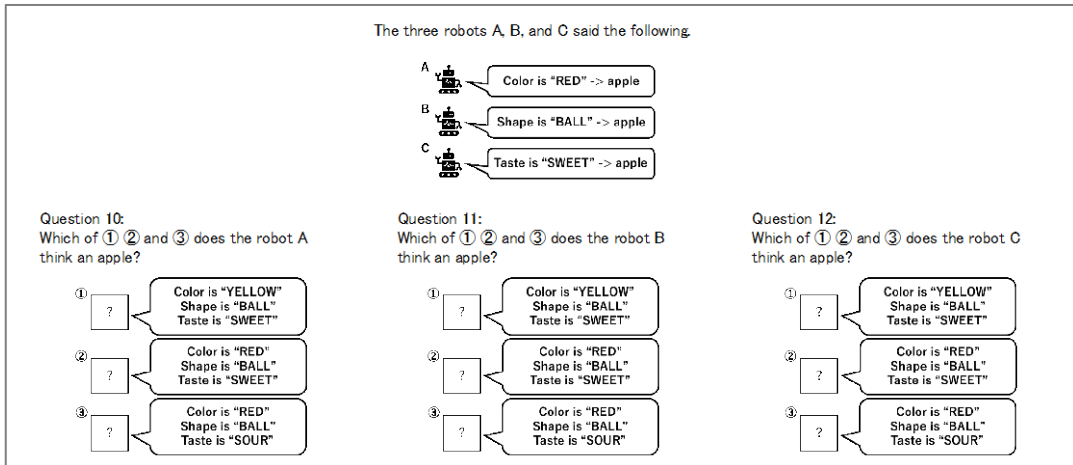 The three robots A, B, and C said the following.
A
Color is “RED” -> apple
B
Shape is “BALL” -> apple
C
Taste is “SWEET” -> apple
Question 10:
Which of ① ② and ③ does the robot A
think an apple?
①
?
Color is “YELLOW”
Shape is “BALL”
Taste is “SWEET”
②
?
Color is “RED”
Shape is “BALL”
Taste is “SWEET”
③
?
Color is “RED”
Shape is “BALL”
Taste is “SOUR”
Question 11:
Which of ① ② and ③ does the robot B
think an apple?
①
?
Color is “YELLOW”
Shape is “BALL”
Taste is “SWEET”
②
?
Color is “RED”
Shape is “BALL”
Taste is “SWEET”
③
?
Color is “RED”
Shape is “BALL”
Taste is “SOUR”
Question 12:
Which of ① ② and ③ does the robot C
think an apple?
①
?
Color is “YELLOW”
Shape is “BALL”
Taste is “SWEET”
②
?
Color is “RED”
Shape is “BALL”
Taste is “SWEET”
③
?
Color is “RED”
Shape is “BALL”
Taste is “SOUR”